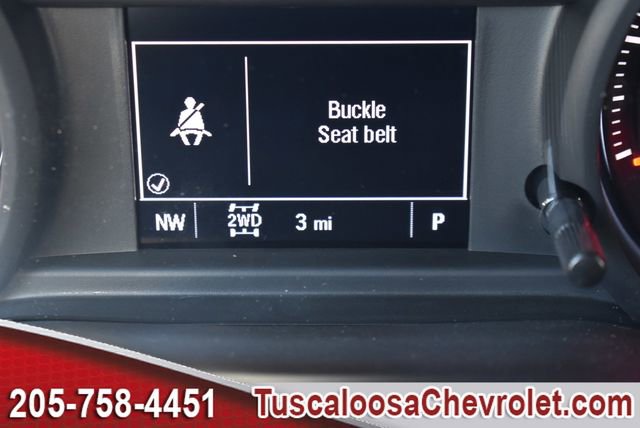 Buckle
Seat belt
NW 2WD 3 mi P
205-758-4451 TuscaloosaChevrolet.com